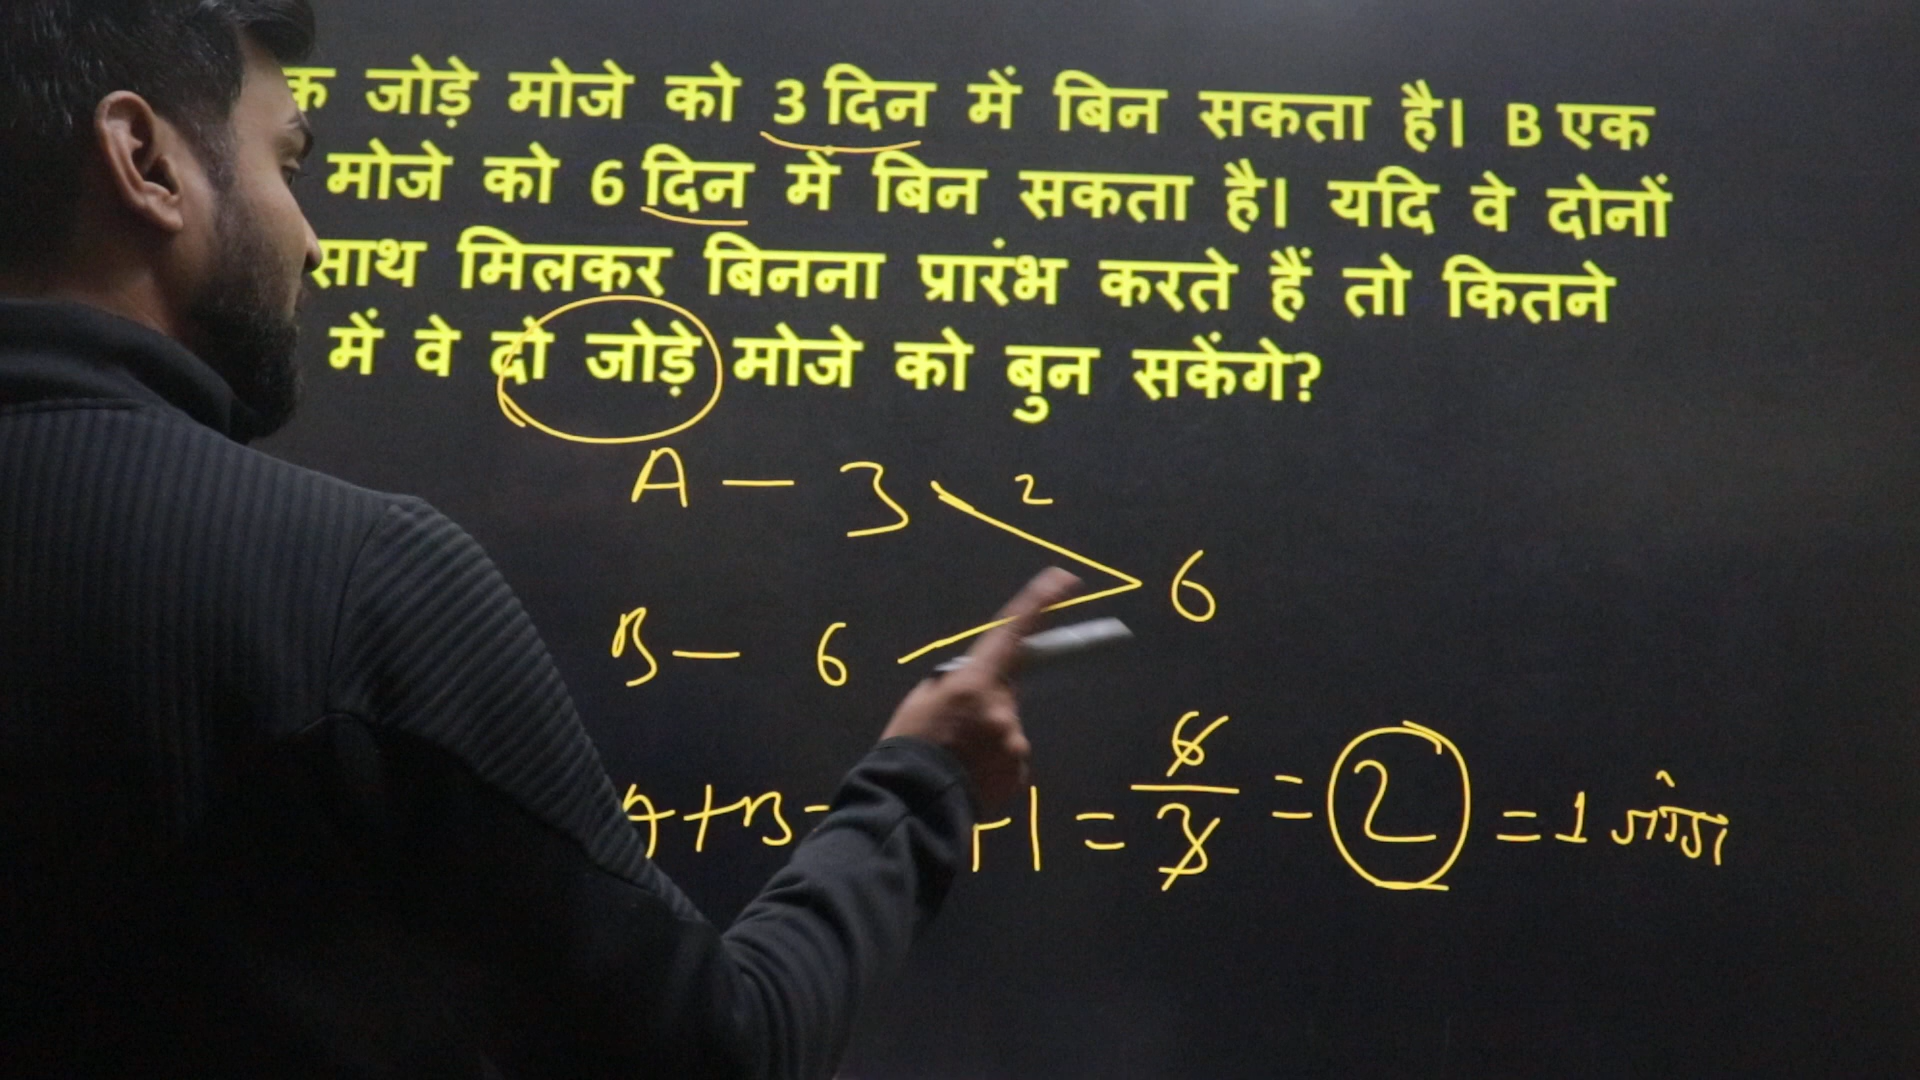 जोड़े मोजे को 3 दिन में बिन सकता है। B एक
मोजे को 6 दिन में बिन सकता है। यदि वे दोनों
साथ मिलकर बिनना प्रारंभ करते हैं तो कितने
में वे दो जोड़े मोजे को बुन सकेंगे?
A — 3 2
6
B — 6
A+B = +1 = 6/3 = 2 = 1